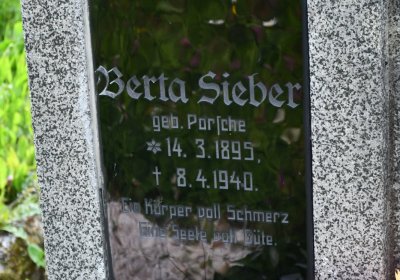 Berta Sieber
geb. Porſche
* 14. 3. 1895.
† 8. 4. 1940.
Ein Körper voll Schmerz
Eine Seele voll Güte.